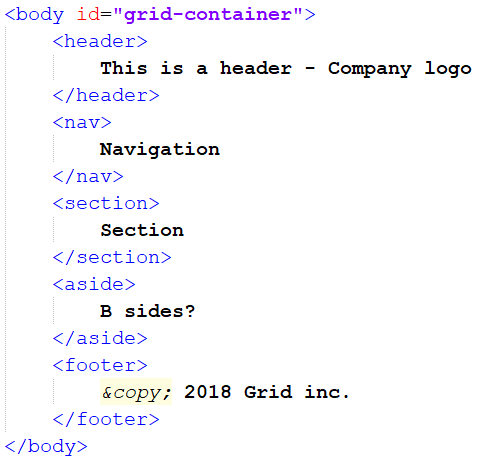 <body id="grid-container">
<header>
This is a header - Company logo
</header>
<nav>
Navigation
</nav>
<section>
Section
</section>
<aside>
B sides?
</aside>
<footer>
&copy; 2018 Grid inc.
</footer>
</body>